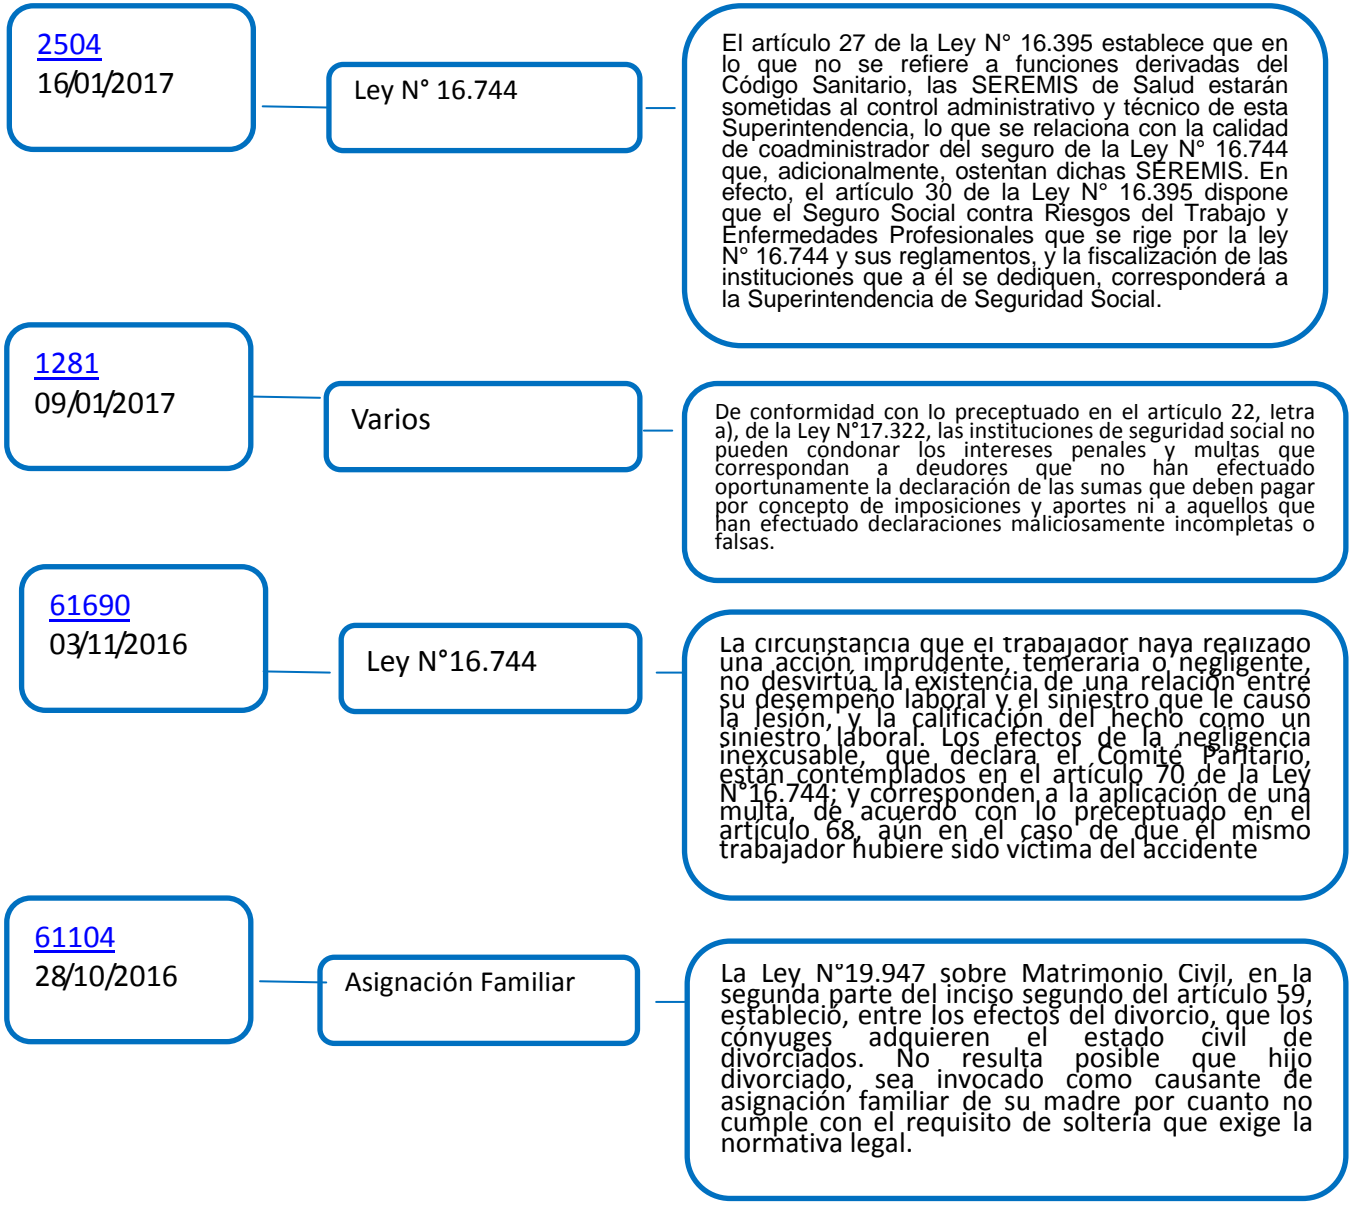 2504
16/01/2017
Ley N° 16.744
El artículo 27 de la Ley N° 16.395 establece que en
lo que no se refiere a funciones derivadas del
Código Sanitario, las SEREMIS de Salud estarán
sometidas al control administrativo y técnico de esta
Superintendencia, lo que se relaciona con la calidad
de coadministrador del seguro de la Ley N° 16.744
que, adicionalmente, ostentan dichas SEREMIS. En
efecto, el artículo 30 de la Ley N° 16.395 dispone
que el Seguro Social contra Riesgos del Trabajo y
Enfermedades Profesionales que se rige por la ley
N° 16.744 y sus reglamentos, y la fiscalización de las
instituciones que a él se dediquen, corresponderá a
la Superintendencia de Seguridad Social.
1281
09/01/2017
Varios
De conformidad con lo preceptuado en el artículo 22, letra
a), de la Ley N°17.322, las instituciones de seguridad social no
pueden condonar los intereses penales y multas que
correspondan a deudores que no han efectuado
oportunamente la declaración de las sumas que deben pagar
por concepto de imposiciones y aportes ni a aquellos que
han efectuado declaraciones maliciosamente incompletas o
falsas.
61690
03/11/2016
Ley N°16.744
La circunstancia que el trabajador haya realizado
una acción imprudente, temeraria o negligente,
no desvirtúa la existencia de una relación entre
su desempeño laboral y el siniestro que le causó
la lesión, y la calificación del hecho como un
siniestro laboral. Los efectos de la negligencia
inexcusable, que declara el Comité Paritario,
están contemplados en el artículo 70 de la Ley
N°16.744; y corresponden a la aplicación de una
multa, de acuerdo con lo preceptuado en el
artículo 68, aún en el caso de que él mismo
trabajador hubiere sido víctima del accidente
61104
28/10/2016
Asignación Familiar
La Ley N°19.947 sobre Matrimonio Civil, en la
segunda parte del inciso segundo del artículo 59,
estableció, entre los efectos del divorcio, que los
cónyuges adquieren el estado civil de
divorciados. No resulta posible que hijo
divorciado, sea invocado como causante de
asignación familiar de su madre por cuanto no
cumple con el requisito de soltería que exige la
normativa legal.